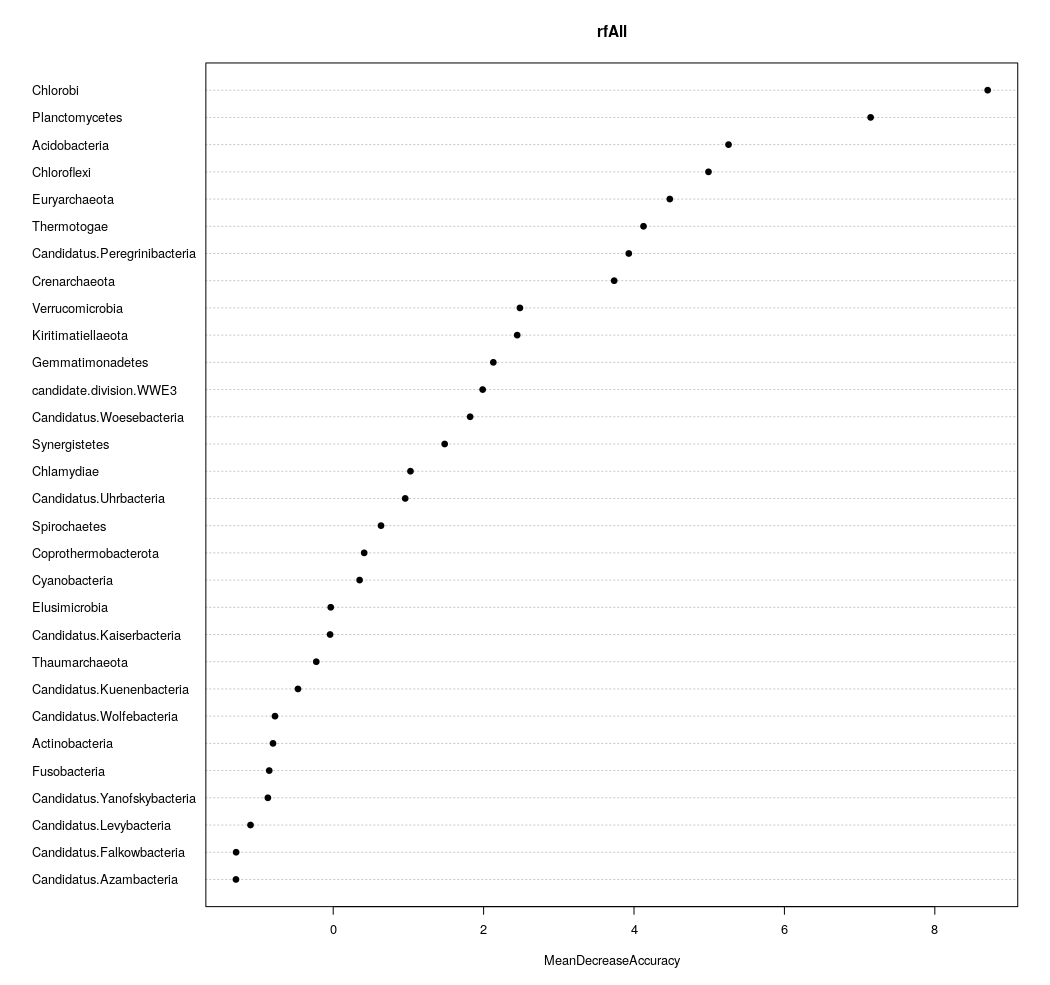 rfAll
Chlorobi
Planctomycetes
Acidobacteria
Chloroflexi
Euryarchaeota
Thermotogae
Candidatus.Peregrinibacteria
Crenarchaeota
Verrucomicrobia
Kiritimatiellaeota
Gemmatimonadetes
candidate.division.WWE3
Candidatus.Woesebacteria
Synergistetes
Chlamydiae
Candidatus.Uhrbacteria
Spirochaetes
Coprothermobacterota
Cyanobacteria
Elusimicrobia
Candidatus.Kaiserbacteria
Thaumarchaeota
Candidatus.Kuenenbacteria
Candidatus.Wolfebacteria
Actinobacteria
Fusobacteria
Candidatus.Yanofskybacteria
Candidatus.Levybacteria
Candidatus.Falkowbacteria
Candidatus.Azambacteria
0 2 4 6 8
MeanDecreaseAccuracy